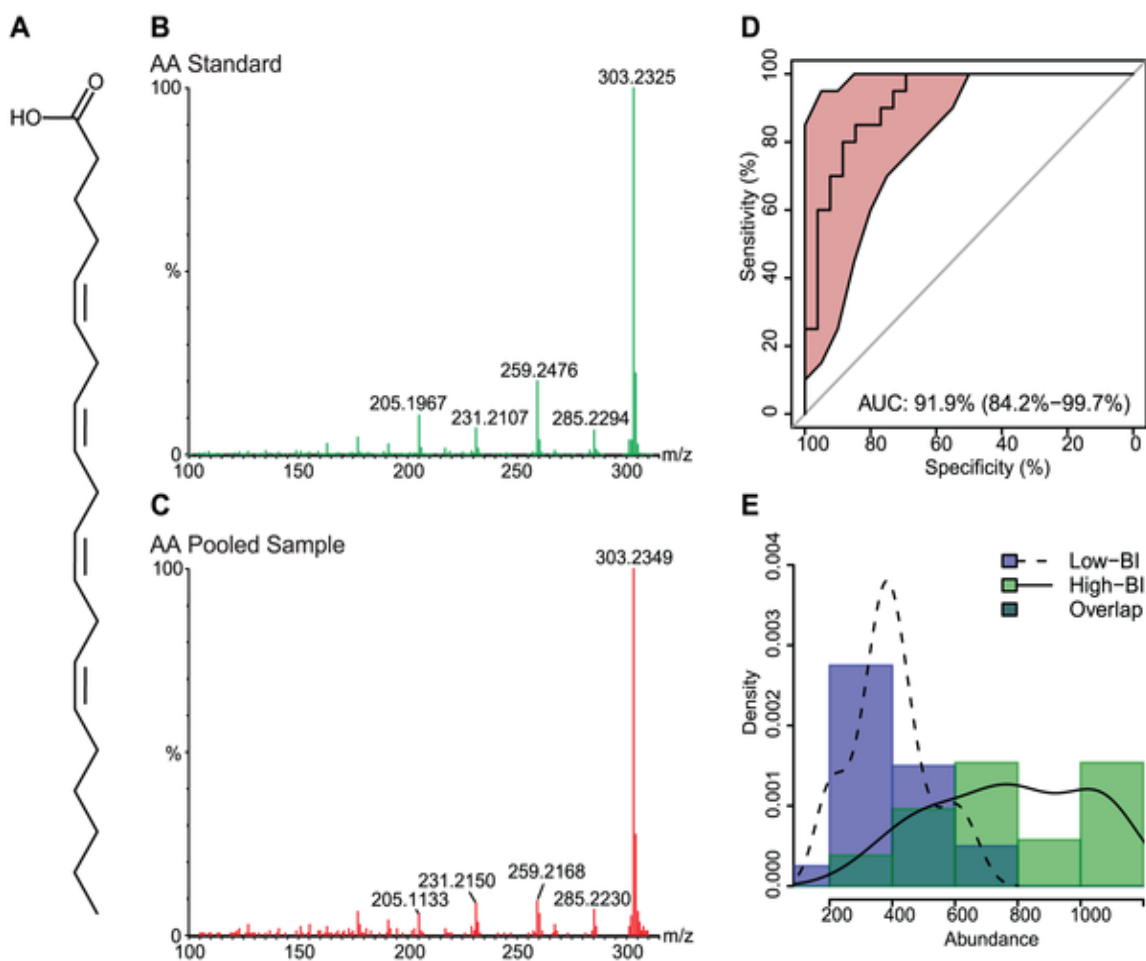 A
O
HO
B
AA Standard
100
303.2325
%
259.2476
205.1967
231.2107
285.2294
0
100 150 200 250 300 m/z
C
AA Pooled Sample
100
303.2349
%
259.2168
231.2150
205.1133
285.2230
0
100 150 200 250 300 m/z
D
Sensitivity (%)
100
80
60
40
20
0
AUC: 91.9% (84.2%−99.7%)
100 80 60 40 20 0
Specificity (%)
E
Low−BI
High−BI
Overlap
Density
0.004
0.003
0.002
0.001
0.000
200 400 600 800 1000
Abundance